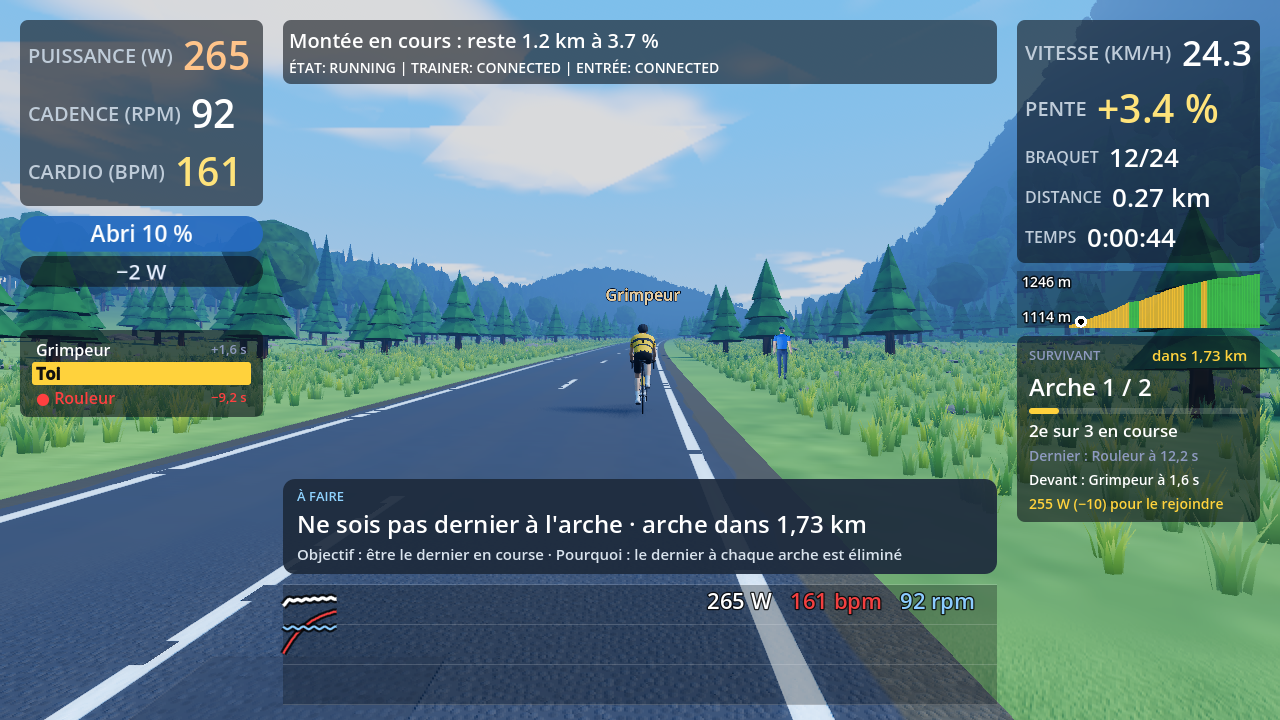 PUISSANCE (W) 265
CADENCE (RPM) 92
CARDIO (BPM) 161
Abri 10 %
−2 W
Grimpeur +1,6 s
Toi
Rouleur −9,2 s
Montée en cours : reste 1.2 km à 3.7 %
ÉTAT: RUNNING | TRAINER: CONNECTED | ENTRÉE: CONNECTED
Grimpeur
VITESSE (KM/H) 24.3
PENTE +3.4 %
BRAQUET 12/24
DISTANCE 0.27 km
TEMPS 0:00:44
1246 m
1114 m
SURVIVANT dans 1,73 km
Arche 1 / 2
2e sur 3 en course
Dernier : Rouleur à 12,2 s
Devant : Grimpeur à 1,6 s
255 W (−10) pour le rejoindre
À FAIRE
Ne sois pas dernier à l'arche · arche dans 1,73 km
Objectif : être le dernier en course · Pourquoi : le dernier à chaque arche est éliminé
265 W 161 bpm 92 rpm